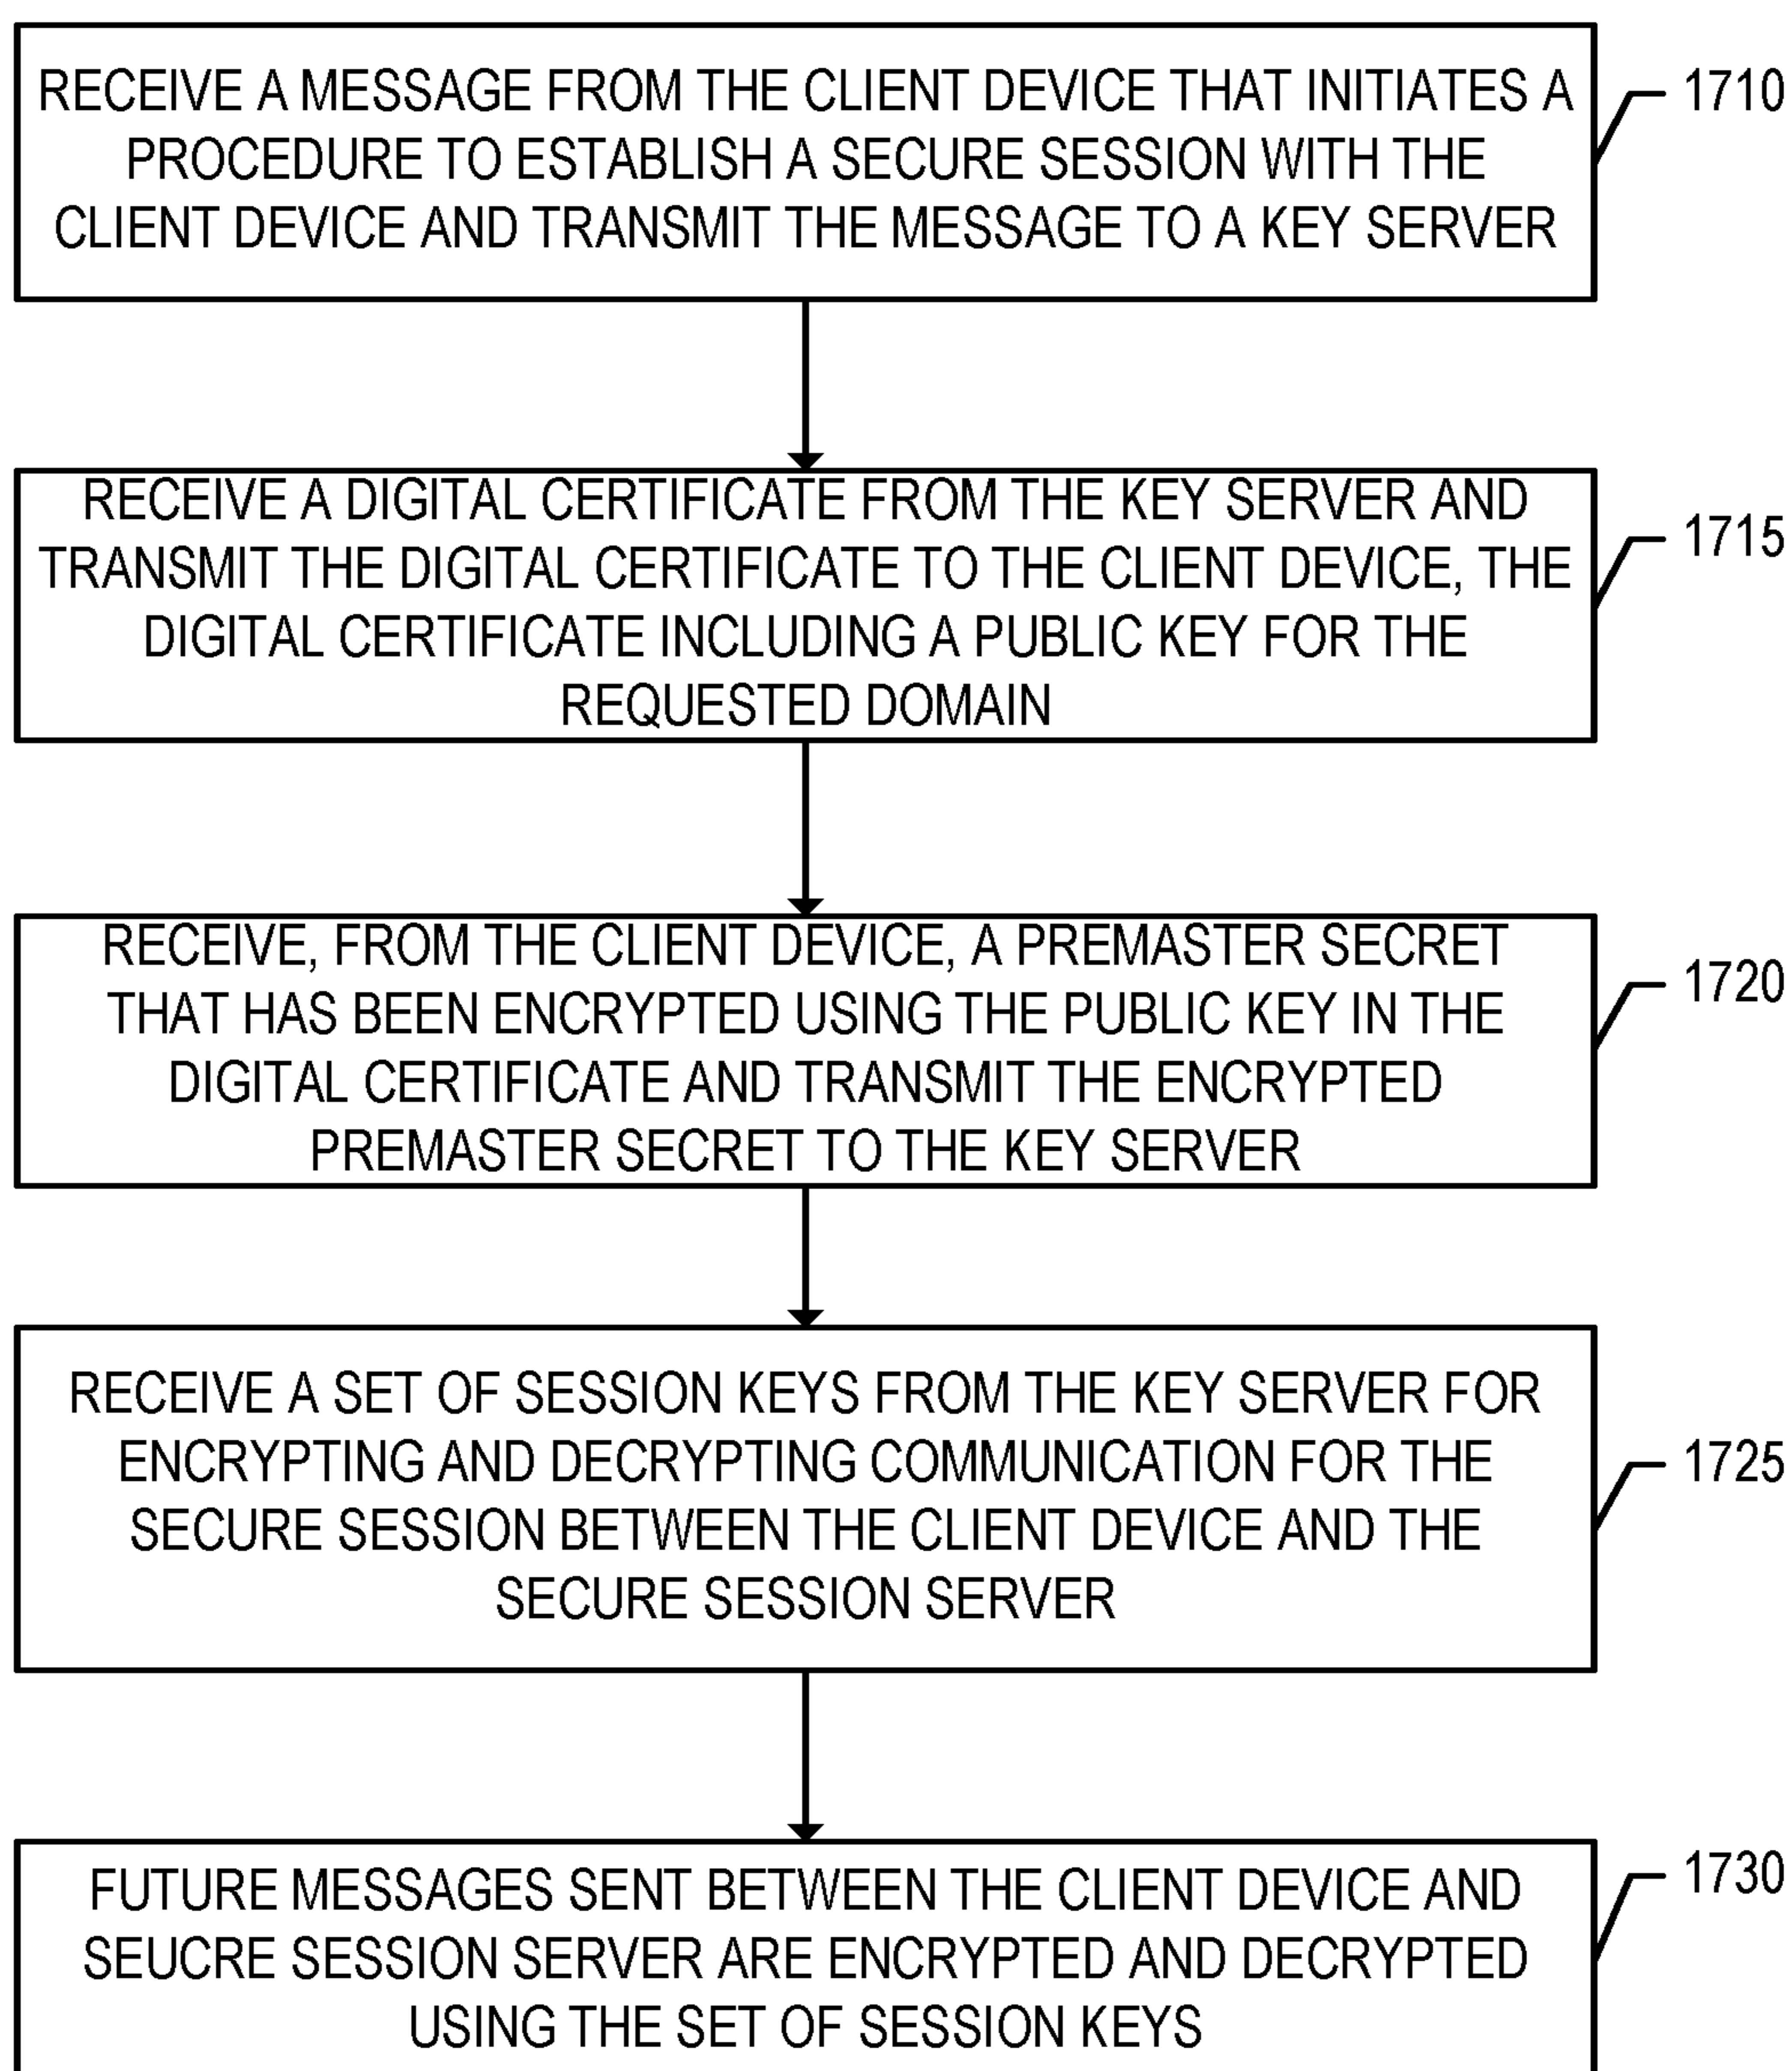 RECEIVE A MESSAGE FROM THE CLIENT DEVICE THAT INITIATES A
PROCEDURE TO ESTABLISH A SECURE SESSION WITH THE
CLIENT DEVICE AND TRANSMIT THE MESSAGE TO A KEY SERVER
1710
RECEIVE A DIGITAL CERTIFICATE FROM THE KEY SERVER AND
TRANSMIT THE DIGITAL CERTIFICATE TO THE CLIENT DEVICE, THE
DIGITAL CERTIFICATE INCLUDING A PUBLIC KEY FOR THE
REQUESTED DOMAIN
1715
RECEIVE, FROM THE CLIENT DEVICE, A PREMASTER SECRET
THAT HAS BEEN ENCRYPTED USING THE PUBLIC KEY IN THE
DIGITAL CERTIFICATE AND TRANSMIT THE ENCRYPTED
PREMASTER SECRET TO THE KEY SERVER
1720
RECEIVE A SET OF SESSION KEYS FROM THE KEY SERVER FOR
ENCRYPTING AND DECRYPTING COMMUNICATION FOR THE
SECURE SESSION BETWEEN THE CLIENT DEVICE AND THE
SECURE SESSION SERVER
1725
FUTURE MESSAGES SENT BETWEEN THE CLIENT DEVICE AND
SEUCRE SESSION SERVER ARE ENCRYPTED AND DECRYPTED
USING THE SET OF SESSION KEYS
1730